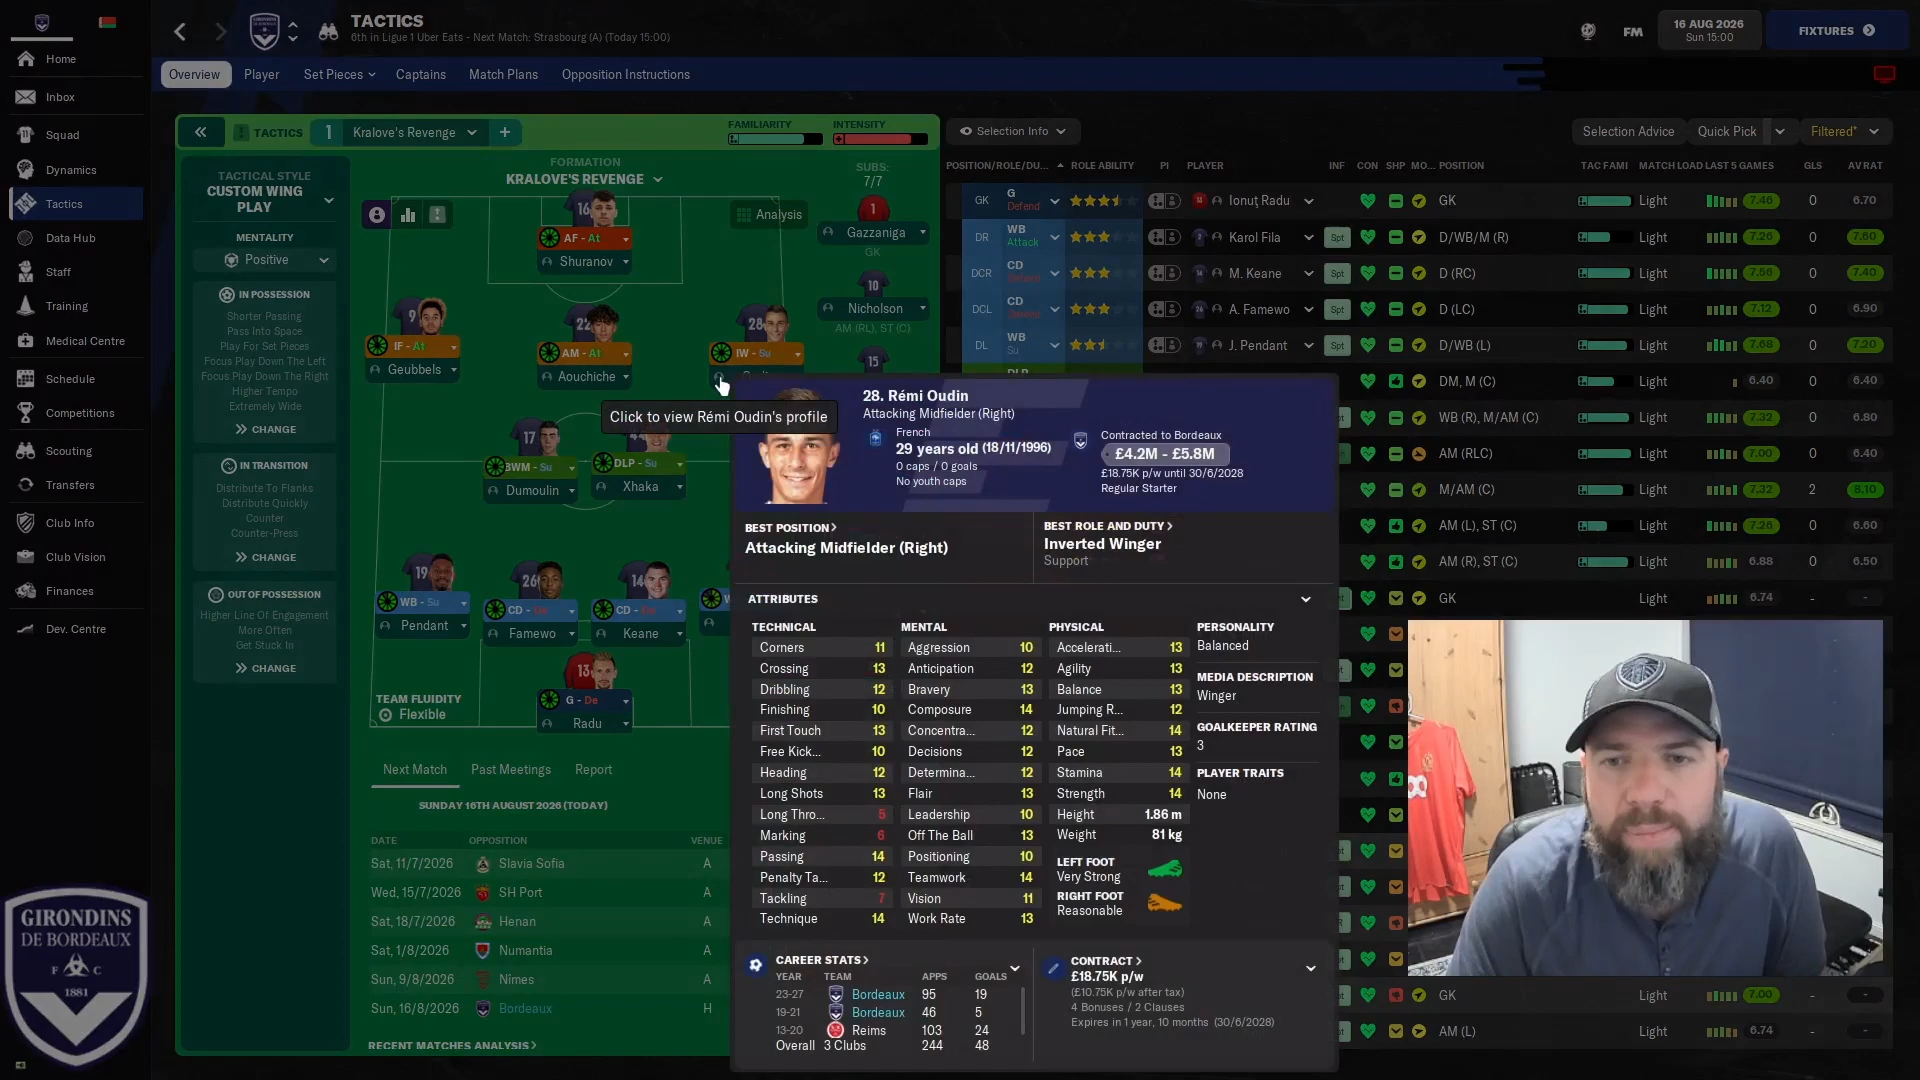 TACTICS
6th in Ligue 1 Uber Eats - Next Match: Strasbourg (A) (Today 15:00)
FM
16 AUG 2026
Sun 15:00
FIXTURES
Home
Inbox
Squad
Dynamics
Tactics
Data Hub
Staff
Training
Medical Centre
Schedule
Competitions
Scouting
Transfers
Club Info
Club Vision
Finances
Dev. Centre
GIRONDINS
DE BORDEAUX
F C
1881
Overview
Player
Set Pieces
Captains
Match Plans
Opposition Instructions
TACTICS
1
Kralove's Revenge
FAMILIARITY
INTENSITY
TACTICAL STYLE
CUSTOM WING
PLAY
MENTALITY
Positive
IN POSSESSION
Shorter Passing
Pass Into Space
Play For Set Pieces
Focus Play Down The Left
Focus Play Down The Right
Higher Tempo
Extremely Wide
CHANGE
IN TRANSITION
Distribute To Flanks
Distribute Quickly
Counter
Counter-Press
CHANGE
OUT OF POSSESSION
Higher Line Of Engagement
More Often
Get Stuck In
CHANGE
FORMATION
KRALOVE'S REVENGE
Analysis
SUBS:
7/7
1
Gazzaniga
GK
10
Nicholson
AM (RL), ST (C)
15
16
AF - At
Shuranov
9
IF - At
Geubbels
22
AM - At
Aouchiche
28
IW - Su
17
BWM - Su
Dumoulin
DLP - Su
Xhaka
19
WB - Su
Pendant
26
CD - De
Famewo
14
CD - De
Keane
13
G - De
Radu
TEAM FLUIDITY
Flexible
Next Match
Past Meetings
Report
SUNDAY 16TH AUGUST 2026 (TODAY)
DATE OPPOSITION VENUE
Sat, 11/7/2026 Slavia Sofia A
Wed, 15/7/2026 SH Port A
Sat, 18/7/2026 Henan A
Sat, 1/8/2026 Numantia A
Sun, 9/8/2026 Nîmes A
Sun, 16/8/2026 Bordeaux H
RECENT MATCHES ANALYSIS
Click to view Rémi Oudin's profile
28. Rémi Oudin
Attacking Midfielder (Right)
French
29 years old (18/11/1996)
0 caps / 0 goals
No youth caps
Contracted to Bordeaux
£4.2M - £5.8M
£18.75K p/w until 30/6/2028
Regular Starter
BEST POSITION
Attacking Midfielder (Right)
BEST ROLE AND DUTY
Inverted Winger
Support
ATTRIBUTES
TECHNICAL MENTAL PHYSICAL
Corners 11 Aggression 10 Accelerati... 13
Crossing 13 Anticipation 12 Agility 13
Dribbling 12 Bravery 13 Balance 13
Finishing 10 Composure 14 Jumping R... 12
First Touch 13 Concentra... 12 Natural Fit... 14
Free Kick... 10 Decisions 12 Pace 13
Heading 12 Determina... 12 Stamina 14
Long Shots 13 Flair 13 Strength 14
Long Thro... 5 Leadership 10 Height 1.86 m
Marking 6 Off The Ball 13 Weight 81 kg
Passing 14 Positioning 10
Penalty Ta... 12 Teamwork 14
Tackling 7 Vision 11
Technique 14 Work Rate 13
LEFT FOOT
Very Strong
RIGHT FOOT
Reasonable
PERSONALITY
Balanced
MEDIA DESCRIPTION
Winger
GOALKEEPER RATING
3
PLAYER TRAITS
None
CAREER STATS
YEAR TEAM APPS GOALS
23-27 Bordeaux 95 19
19-21 Bordeaux 46 5
13-20 Reims 103 24
Overall 3 Clubs 244 48
CONTRACT
£18.75K p/w
(£10.75K p/w after tax)
4 Bonuses / 2 Clauses
Expires in 1 year, 10 months (30/6/2028)
Selection Info
Selection Advice
Quick Pick
Filtered*
POSITION/ROLE/DU... ROLE ABILITY PI PLAYER INF CON SHP MO... POSITION TAC FAMI MATCH LOAD LAST 5 GAMES GLS AV RAT
GK G Defend Ionuț Radu GK Light 7.46 0 6.70
DR WB Attack Karol Fila Spt D/WB/M (R) Light 7.26 0 7.60
DCR CD Defend M. Keane Spt D (RC) Light 7.56 0 7.40
DCL CD Defend A. Famewo Spt D (LC) Light 7.12 0 6.90
DL WB Su J. Pendant Spt D/WB (L) Light 7.68 0 7.20
DM, M (C) Light 6.40 0 6.40
WB (R), M/AM (C) Light 7.32 0 6.80
AM (RLC) Light 7.00 0 6.40
M/AM (C) Light 7.32 2 8.10
AM (L), ST (C) Light 7.26 0 6.60
AM (R), ST (C) Light 6.88 0 6.50
GK Light 6.74 - -
GK Light 7.00 - -
AM (L) Light 6.74 - -